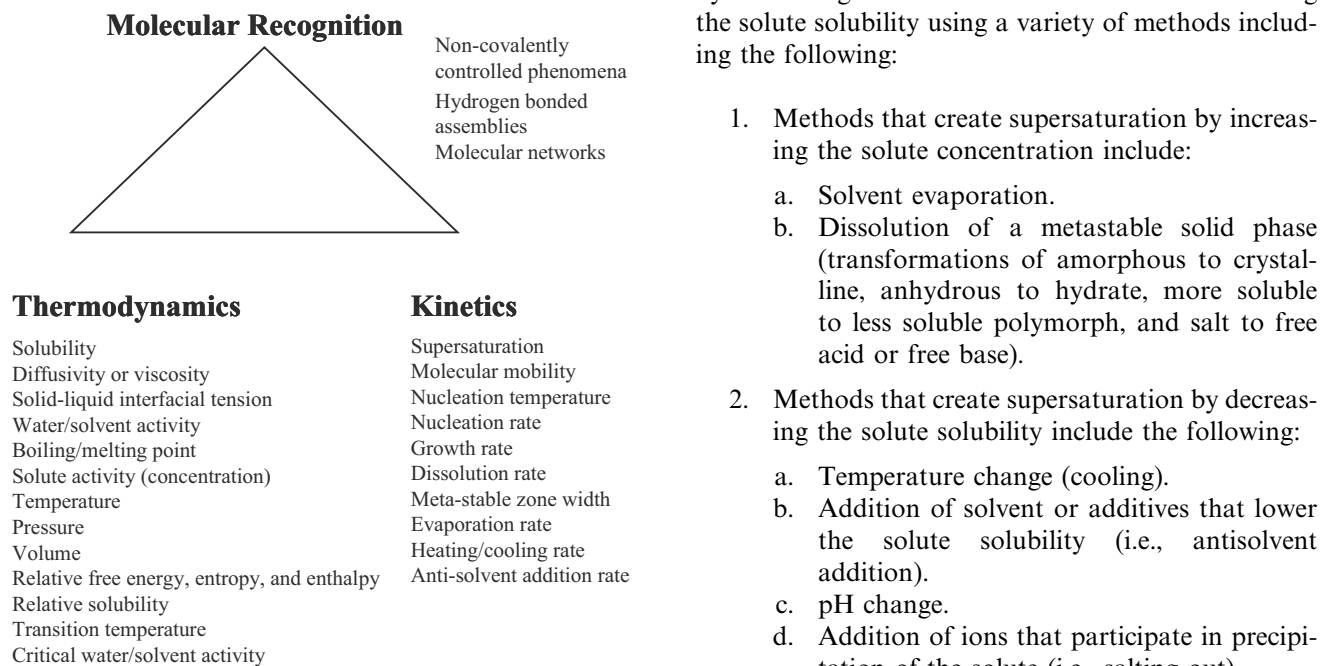 Molecular Recognition
Non-covalently
controlled phenomena
Hydrogen bonded
assemblies
Molecular networks
Thermodynamics
Solubility
Diffusivity or viscosity
Solid-liquid interfacial tension
Water/solvent activity
Boiling/melting point
Solute activity (concentration)
Temperature
Pressure
Volume
Relative free energy, entropy, and enthalpy
Relative solubility
Transition temperature
Critical water/solvent activity
Kinetics
Supersaturation
Molecular mobility
Nucleation temperature
Nucleation rate
Growth rate
Dissolution rate
Meta-stable zone width
Evaporation rate
Heating/cooling rate
Anti-solvent addition rate
the solute solubility using a variety of methods includ-
ing the following:
1. Methods that create supersaturation by increas-
ing the solute concentration include:
a. Solvent evaporation.
b. Dissolution of a metastable solid phase
(transformations of amorphous to crystal-
line, anhydrous to hydrate, more soluble
to less soluble polymorph, and salt to free
acid or free base).
2. Methods that create supersaturation by decreas-
ing the solute solubility include the following:
a. Temperature change (cooling).
b. Addition of solvent or additives that lower
the solute solubility (i.e., antisolvent
addition).
c. pH change.
d. Addition of ions that participate in precipi-
tation of the solute (i.e., salting out)